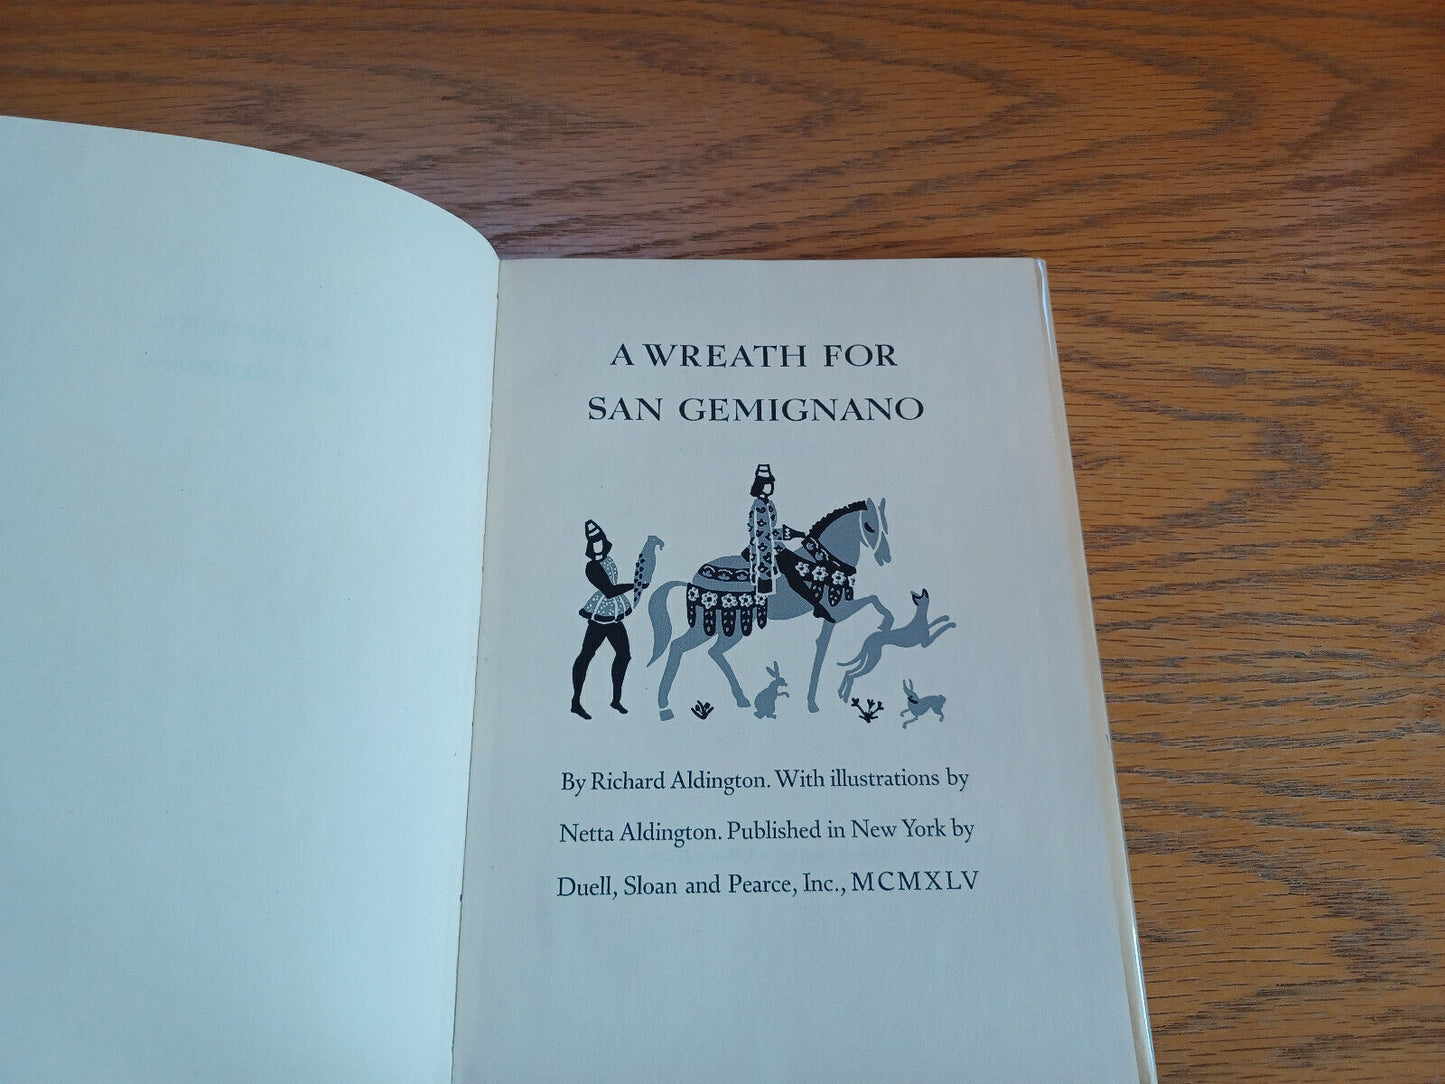 A WREATH FOR
SAN GEMIGNANO
By Richard Aldington. With illustrations by
Netta Aldington. Published in New York by
Duell, Sloan and Pearce, Inc., MCMXLV